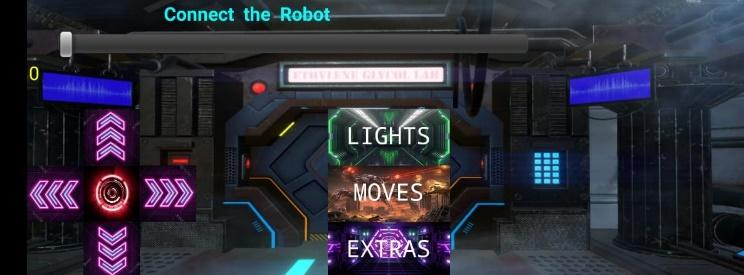 Connect the Robot
0
ETHYLENE GLYCOL LAB
LIGHTS
MOVES
EXTRAS